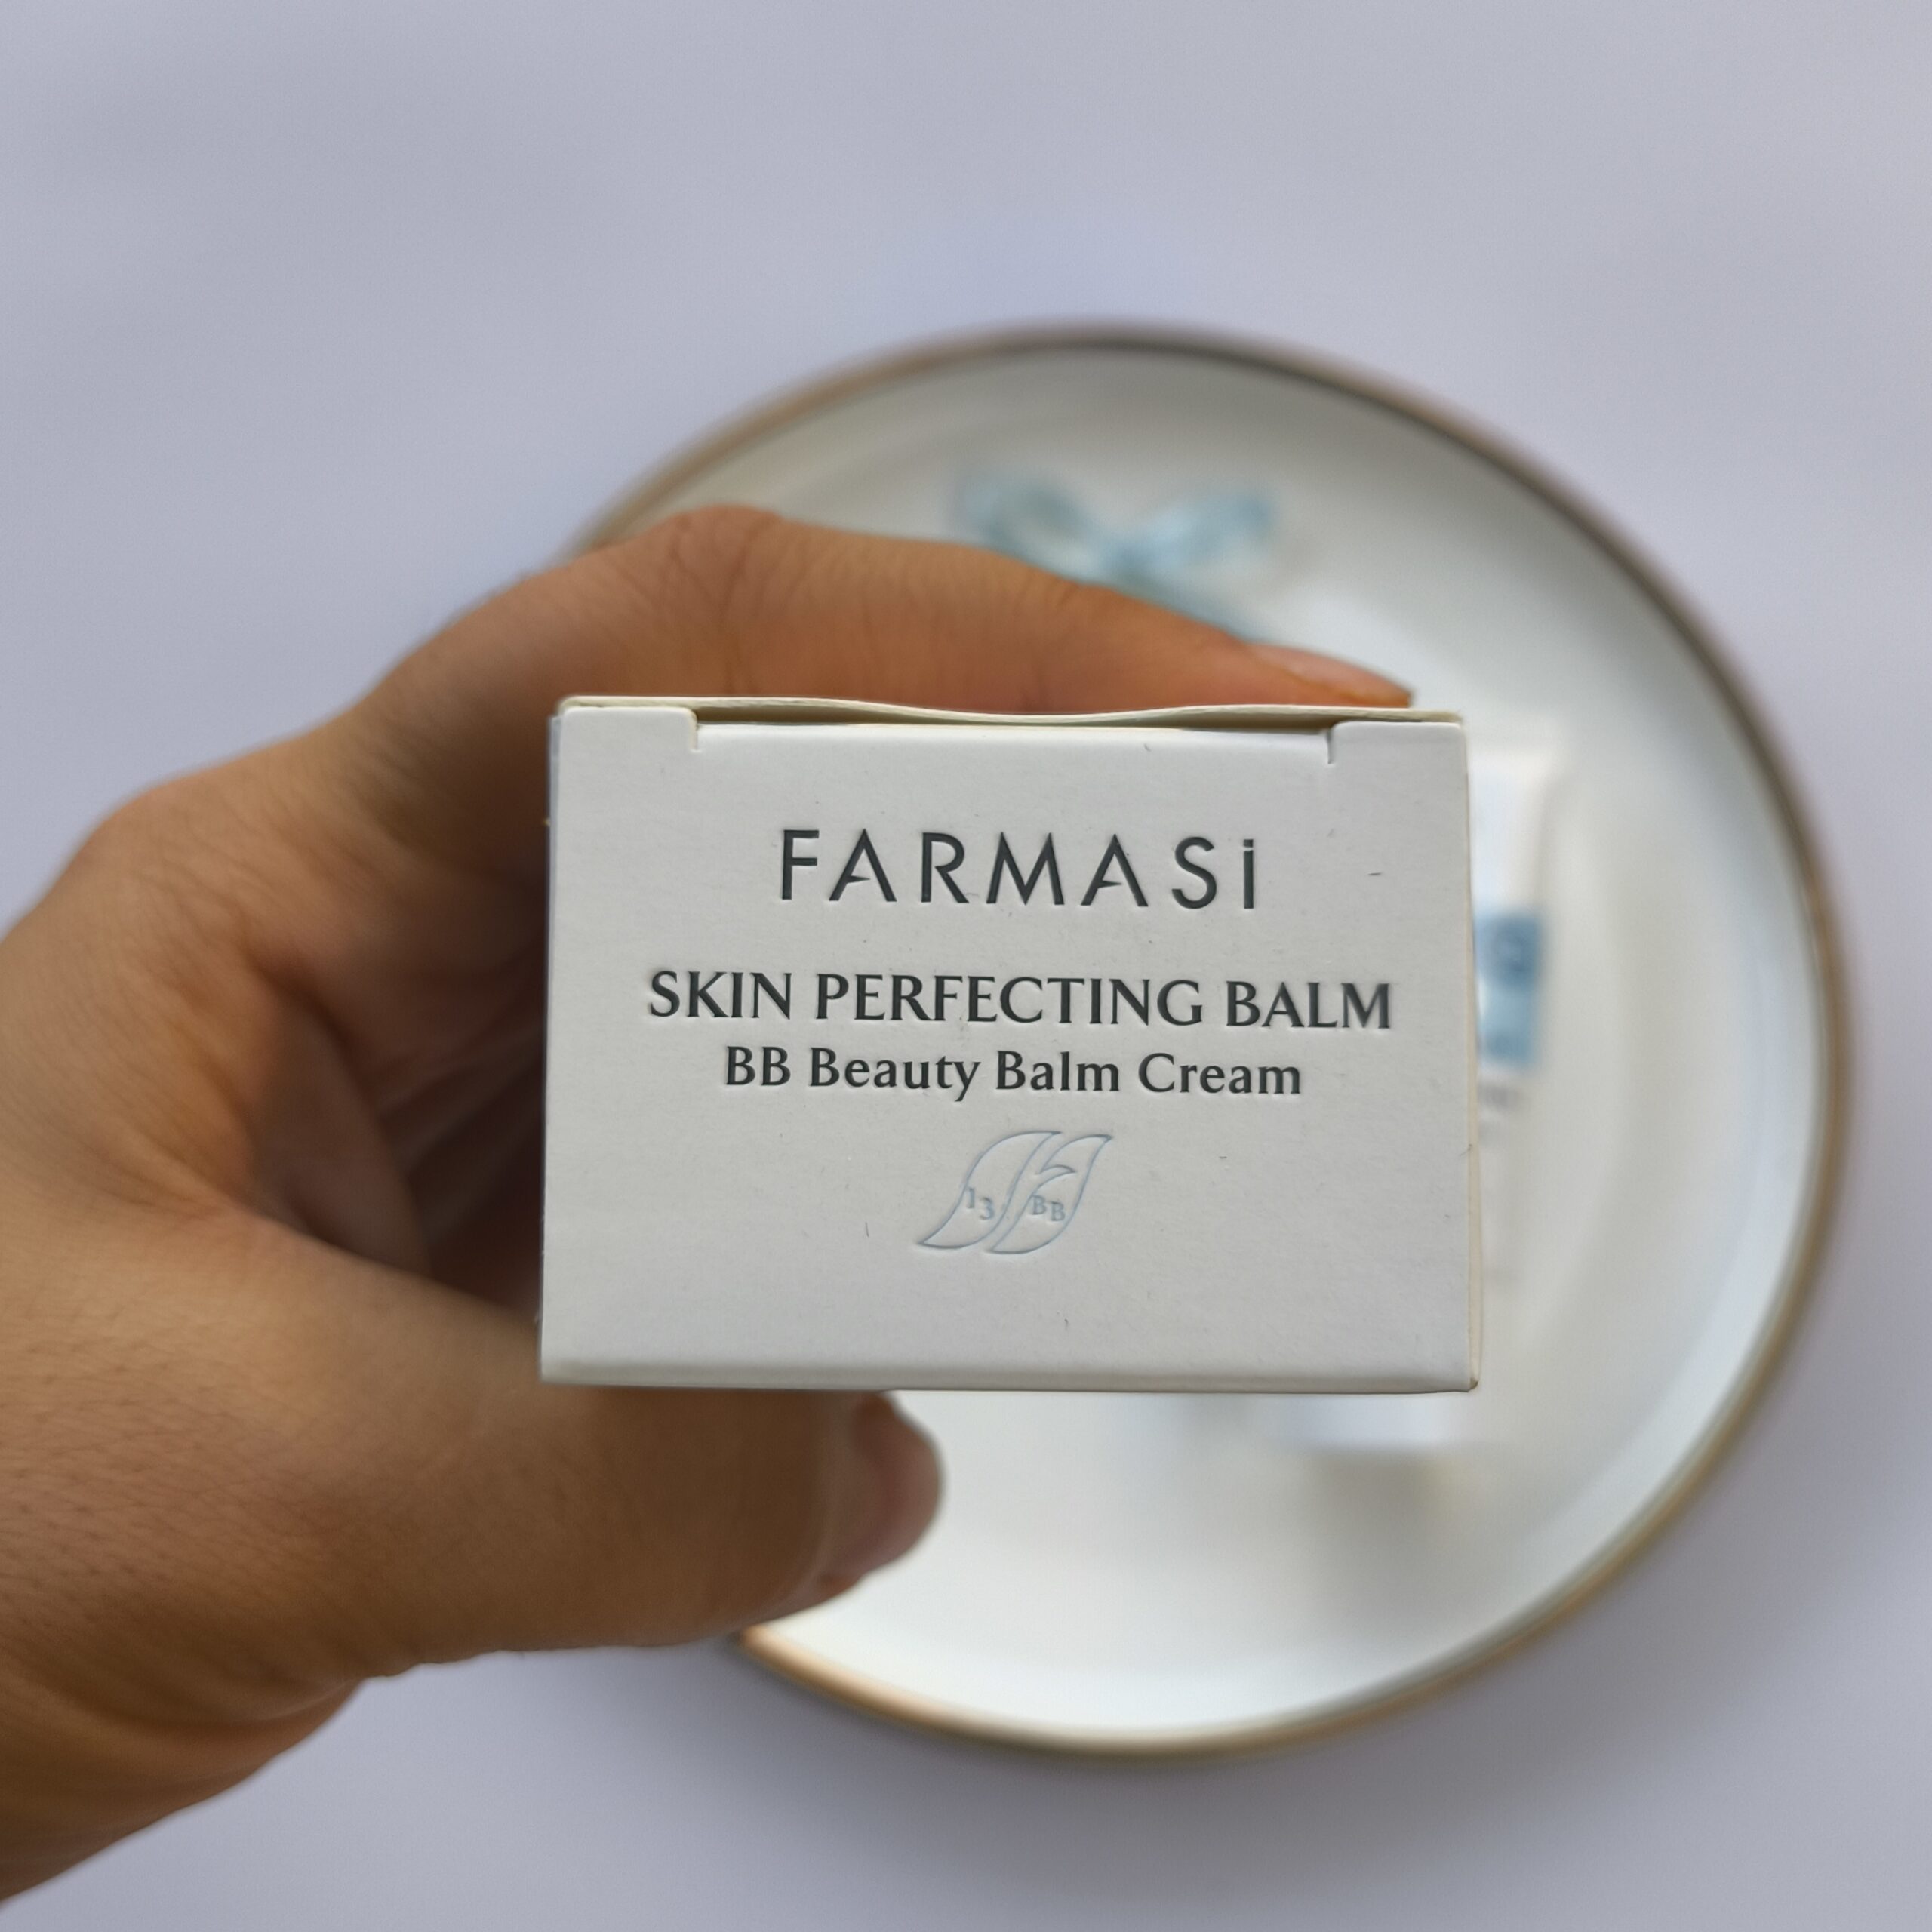 FARMASi
SKIN PERFECTING BALM
BB Beauty Balm Cream
13 BB